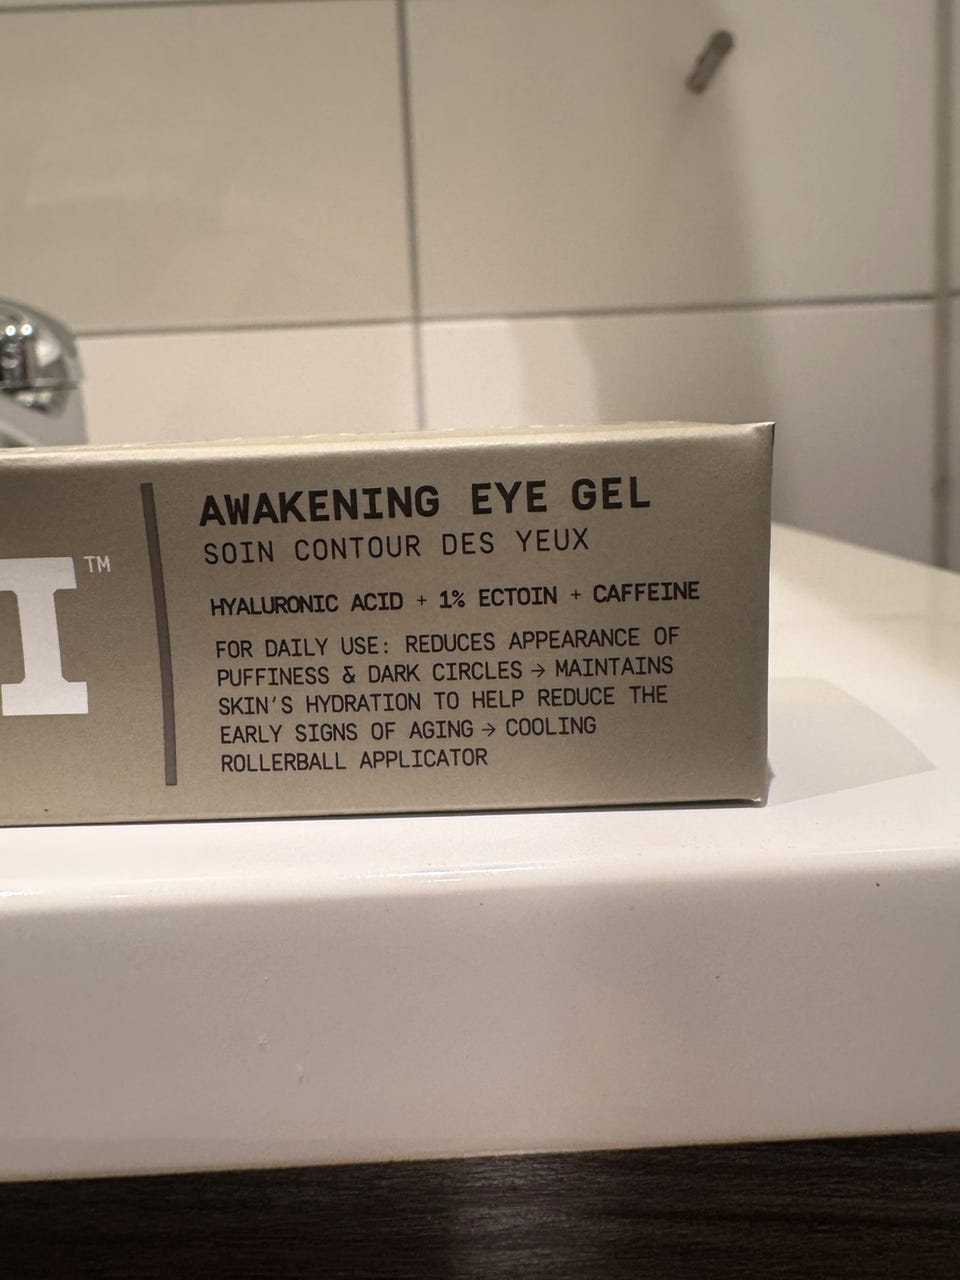 I™
AWAKENING EYE GEL
SOIN CONTOUR DES YEUX
HYALURONIC ACID + 1% ECTOIN + CAFFEINE
FOR DAILY USE: REDUCES APPEARANCE OF
PUFFINESS & DARK CIRCLES → MAINTAINS
SKIN'S HYDRATION TO HELP REDUCE THE
EARLY SIGNS OF AGING → COOLING
ROLLERBALL APPLICATOR